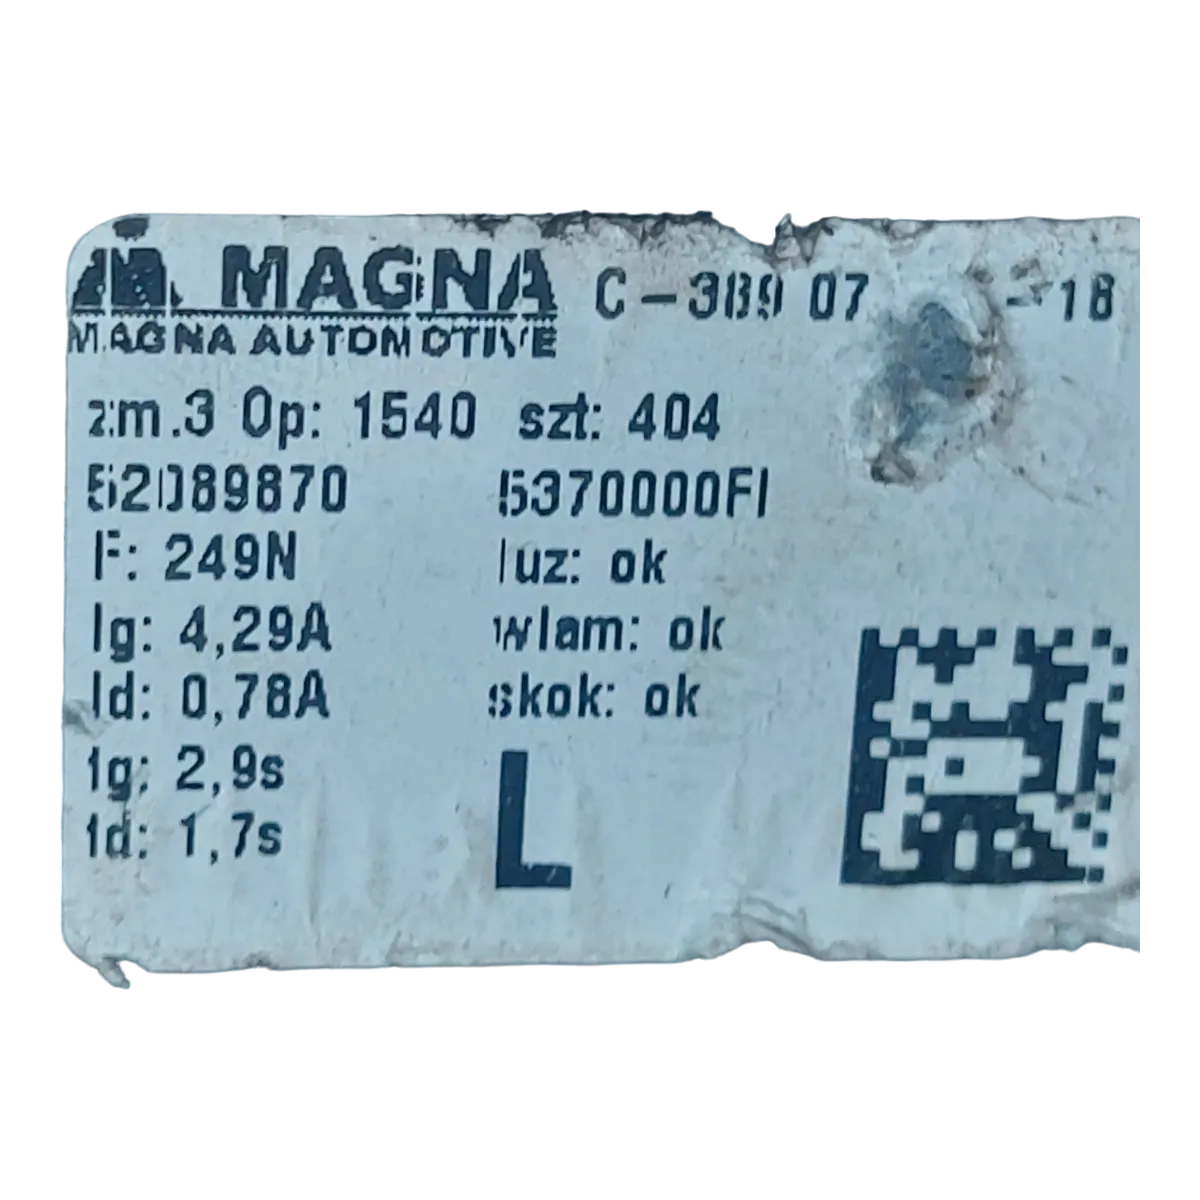 MAGNA
MAGNA AUTOMOTIVE
C-389 07 -18
zm.3 Op: 1540 szt: 404
52089870 5370000FI
F: 249N luz: ok
Ig: 4,29A wlam: ok
Id: 0,78A skok: ok
tg: 2,9s
td: 1,7s
L